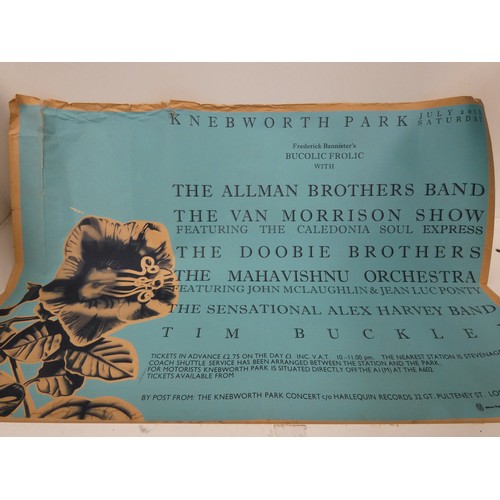 KNEBWORTH PARK JULY
SATURDAY
Frederick Bannister's
BUCOLIC FROLIC
WITH
THE ALLMAN BROTHERS BAND
THE VAN MORRISON SHOW
FEATURING THE CALEDONIA SOUL EXPRESS
THE DOOBIE BROTHERS
THE MAHAVISHNU ORCHESTRA
FEATURING JOHN MCLAUGHLIN & JEAN LUC PONTY
THE SENSATIONAL ALEX HARVEY BAND
TIM BUCKLE
TICKETS IN ADVANCE £2.75 ON THE DAY £3 INC. V.A.T. 10-11.00 pm. THE NEAREST STATION IS STEVENAG
COACH SHUTTLE SERVICE HAS BEEN ARRANGED BETWEEN THE STATION AND THE PARK.
FOR MOTORISTS KNEBWORTH PARK IS SITUATED DIRECTLY OFF THE A1(M) AT THE A602.
TICKETS AVAILABLE FROM
BY POST FROM: THE KNEBWORTH PARK CONCERT c/o HARLEQUIN RECORDS 32 GT. PULTENEY ST., LO